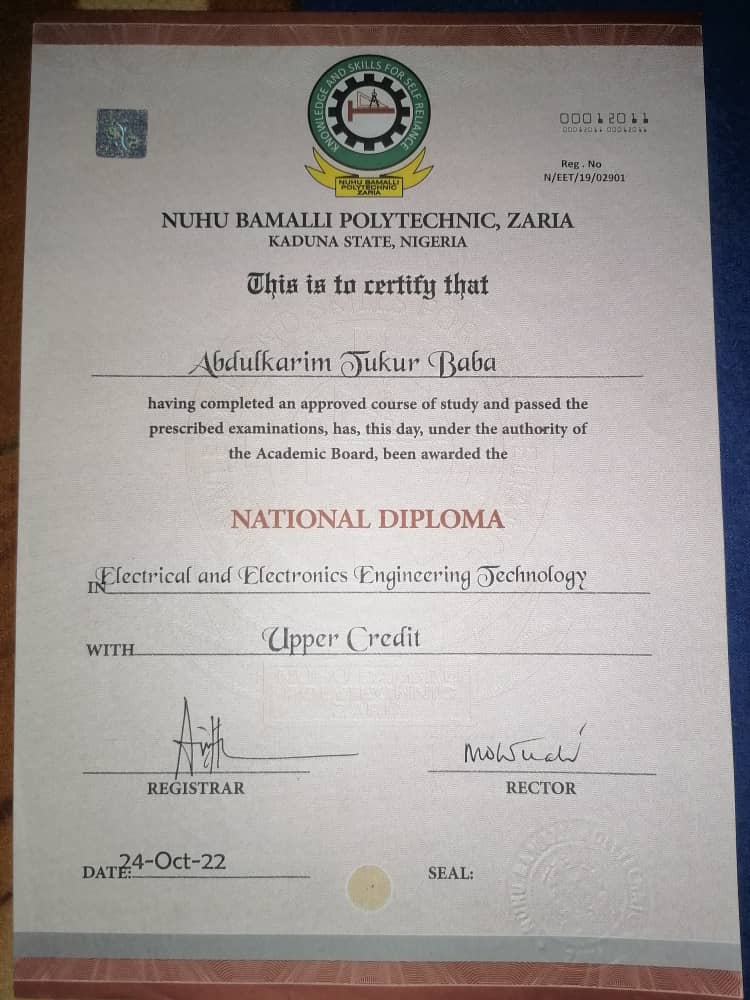 KNOWLEDGE AND SKILLS FOR SELF RELIANCE
NUHU BAMALLI
POLYTECHNIC
ZARIA
00012011
00012011 00012011
Reg . No
N/EET/19/02901
NUHU BAMALLI POLYTECHNIC, ZARIA
KADUNA STATE, NIGERIA
This is to certify that
Abdulkarim Tukur Baba
having completed an approved course of study and passed the
prescribed examinations, has, this day, under the authority of
the Academic Board, been awarded the
NATIONAL DIPLOMA
IN Electrical and Electronics Engineering Technology
WITH Upper Credit
REGISTRAR
RECTOR
DATE: 24-Oct-22
SEAL: